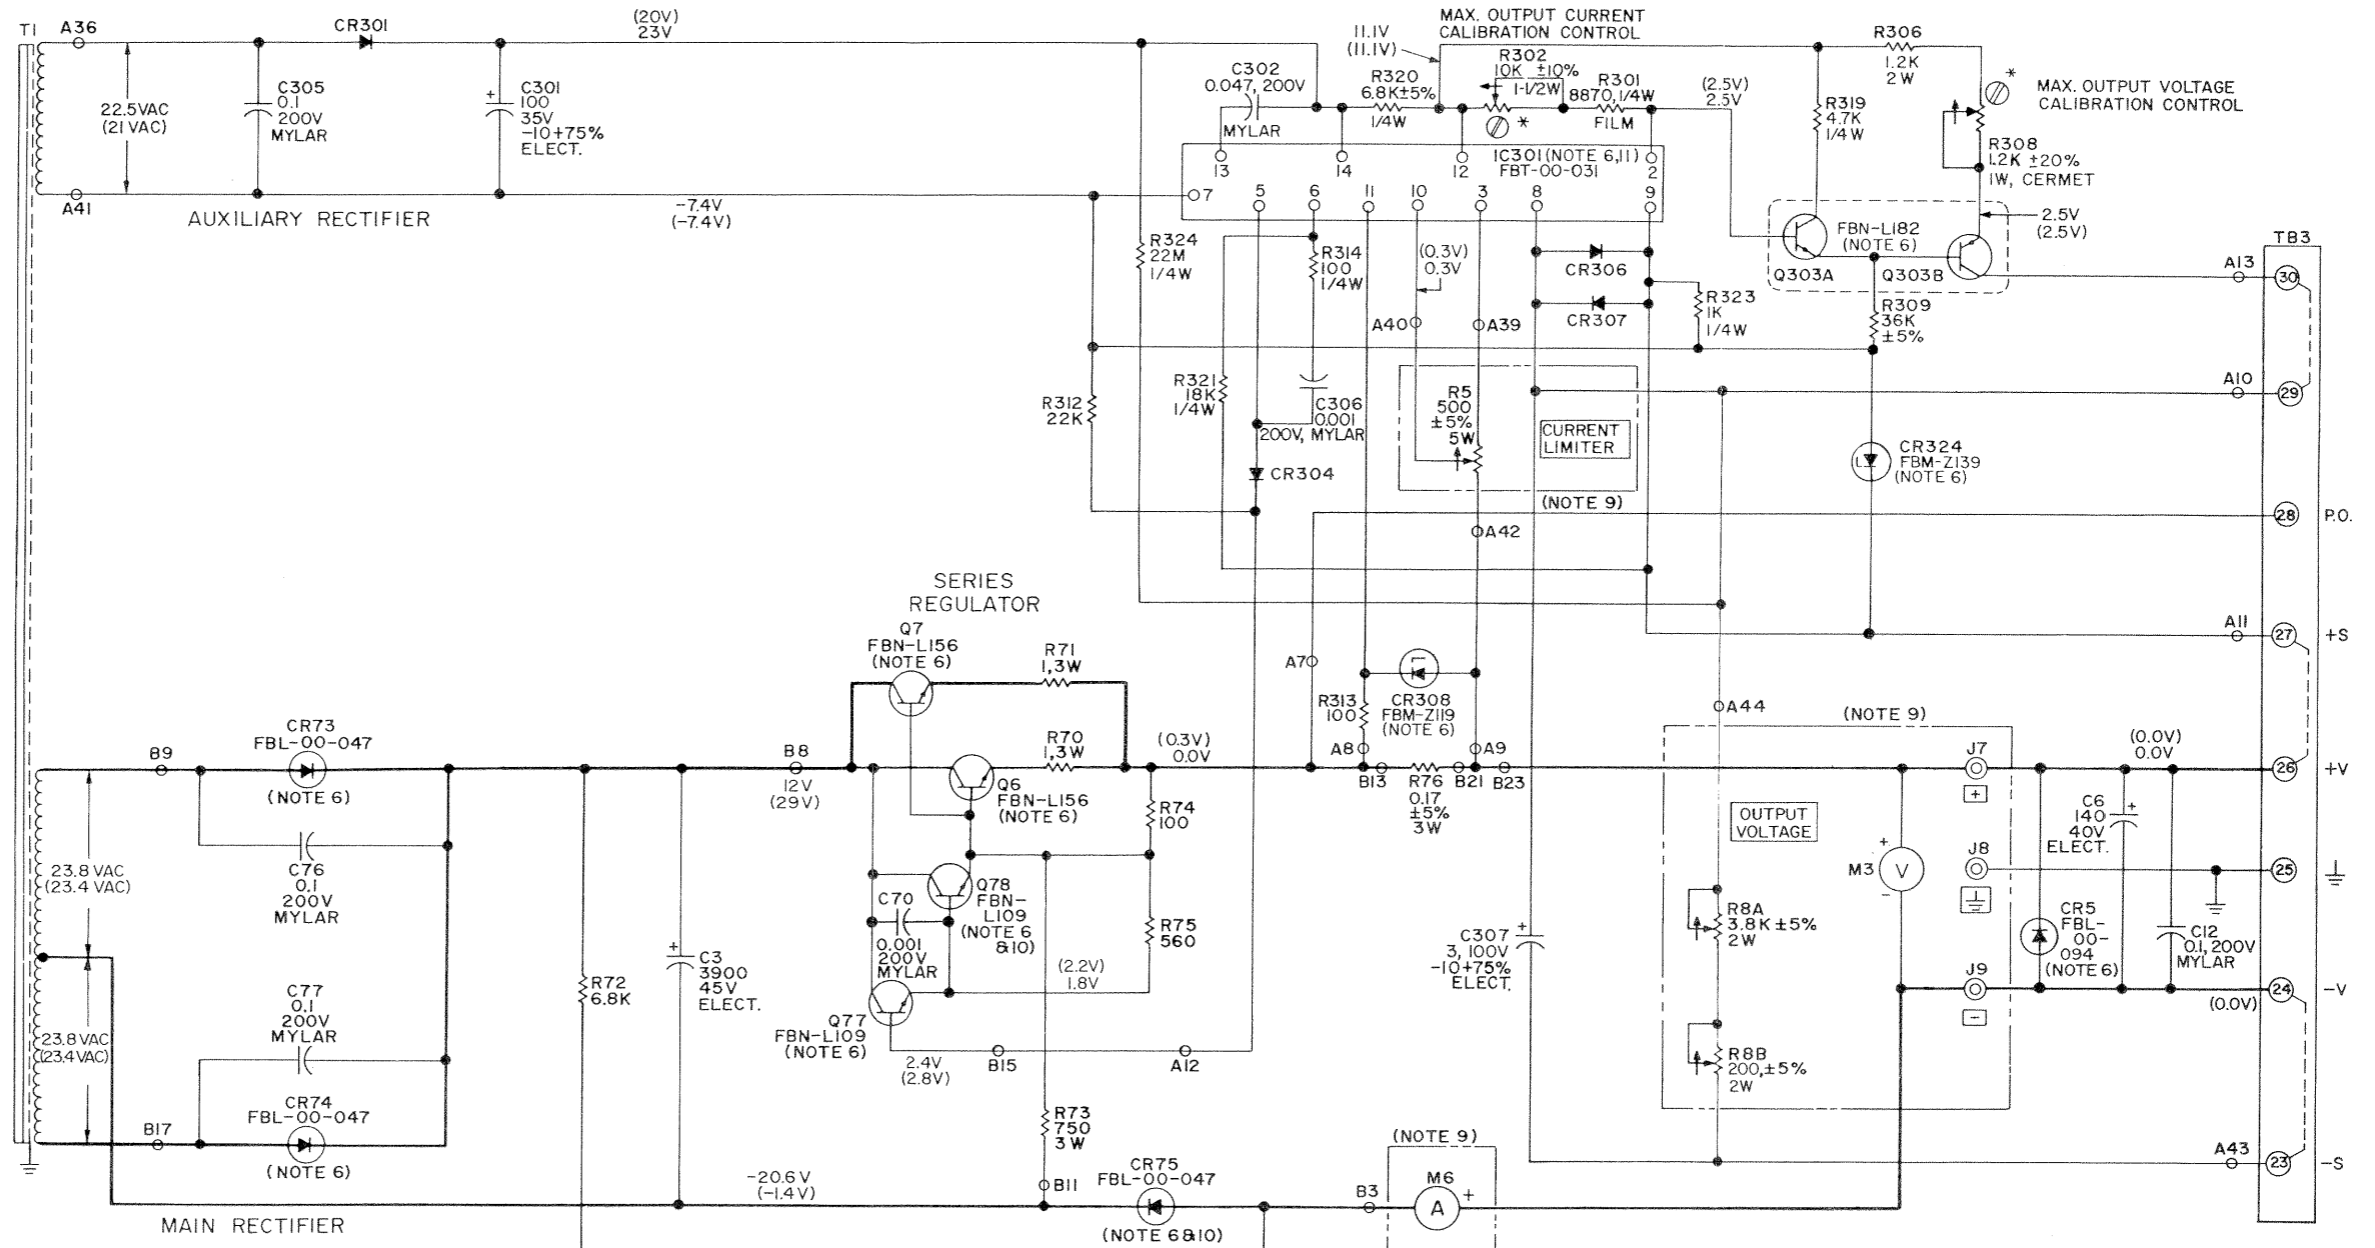 T1
A36
CR301
(20V)
23V
11.1V
(11.1V)
MAX. OUTPUT CURRENT
CALIBRATION CONTROL
R306
1.2K
2W
22.5VAC
(21 VAC)
C305
0.1
200V
MYLAR
+
C301
100
35V
-10+75%
ELECT.
C302
0.047, 200V
MYLAR
R320
6.8K±5%
1/4W
R302
10K ±10%
1-1/2W
*
R301
8870, 1/4W
FILM
(2.5V)
2.5V
R319
4.7K
1/4W
*
MAX. OUTPUT VOLTAGE
CALIBRATION CONTROL
R308
1.2K ±20%
1W, CERMET
A41
AUXILIARY RECTIFIER
-7.4V
(-7.4V)
13
14
12
IC301 (NOTE 6,11)
FBT-00-031
2
7
5
6
11
10
3
8
9
R324
22M
1/4W
R314
100
1/4W
(0.3V)
0.3V
CR306
CR307
R323
1K
1/4W
FBN-L182
(NOTE 6)
Q303A
Q303B
2.5V
(2.5V)
R309
36K
±5%
TB3
A13
30
A40
A39
R312
22K
R321
18K
1/4W
C306
0.001
200V, MYLAR
R5
500
±5%
5W
CURRENT
LIMITER
(NOTE 9)
A10
29
CR304
CR324
FBM-Z139
(NOTE 6)
A42
28
P.O.
SERIES
REGULATOR
Q7
FBN-L156
(NOTE 6)
R71
1,3W
A7
R313
100
CR308
FBM-Z119
(NOTE 6)
A11
27
+S
A44
(NOTE 9)
B9
CR73
FBL-00-047
(NOTE 6)
B8
12V
(29V)
R70
1,3W
Q6
FBN-L156
(NOTE 6)
(0.3V)
0.0V
A8
A9
B13
R76
0.17
±5%
3W
B21
B23
J7
+
(0.0V)
0.0V
26
+V
23.8 VAC
(23.4 VAC)
C76
0.1
200V
MYLAR
R74
100
OUTPUT
VOLTAGE
+
M3
V
-
J8
C6
140
40V
ELECT.
+
25
C70
0.001
200V
MYLAR
Q78
FBN-
L109
(NOTE 6
&10)
R75
560
R8A
3.8K ±5%
2W
CR5
FBL-
00-
094
(NOTE 6)
C12
0.1, 200V
MYLAR
R72
6.8K
+
C3
3900
45V
ELECT.
(2.2V)
1.8V
+
C307
3, 100V
-10+75%
ELECT.
J9
-
(0.0V)
24
-V
C77
0.1
200V
MYLAR
23.8 VAC
(23.4 VAC)
Q77
FBN-L109
(NOTE 6)
2.4V
(2.8V)
B15
A12
R8B
200,±5%
2W
B17
CR74
FBL-00-047
(NOTE 6)
R73
750
3W
(NOTE 9)
A43
23
-S
MAIN RECTIFIER
-20.6V
(-1.4V)
B11
CR75
FBL-00-047
(NOTE 6&10)
B3
M6
A
+